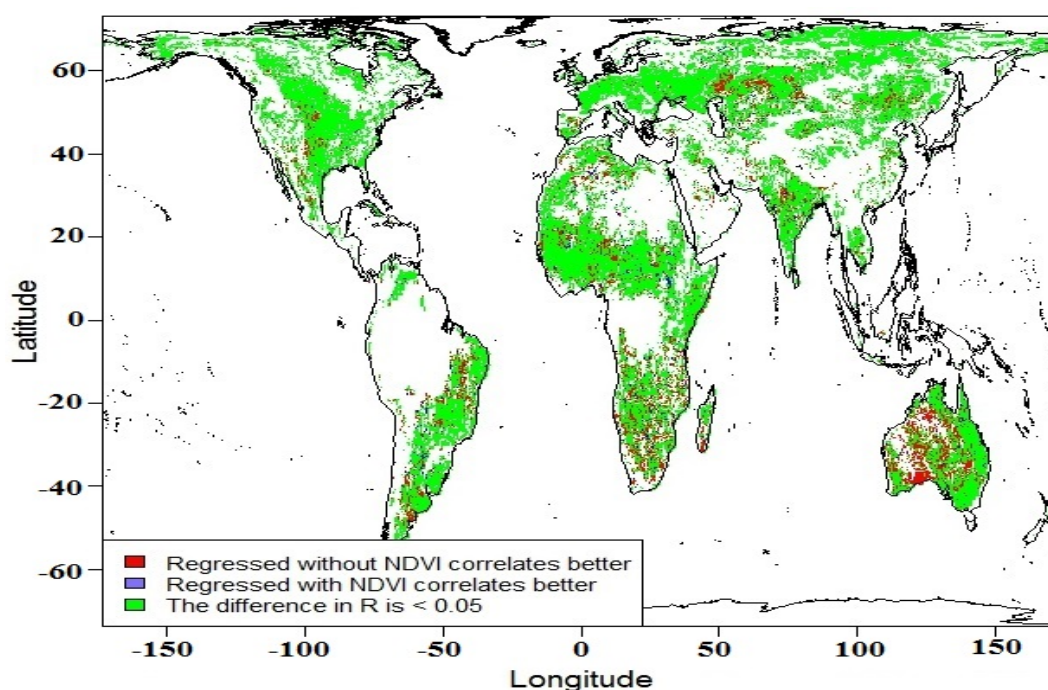 60
40
20
0
-20
-40
-60
Latitude
Regressed without NDVI correlates better
Regressed with NDVI correlates better
The difference in R is < 0.05
-150 -100 -50 0 50 100 150
Longitude